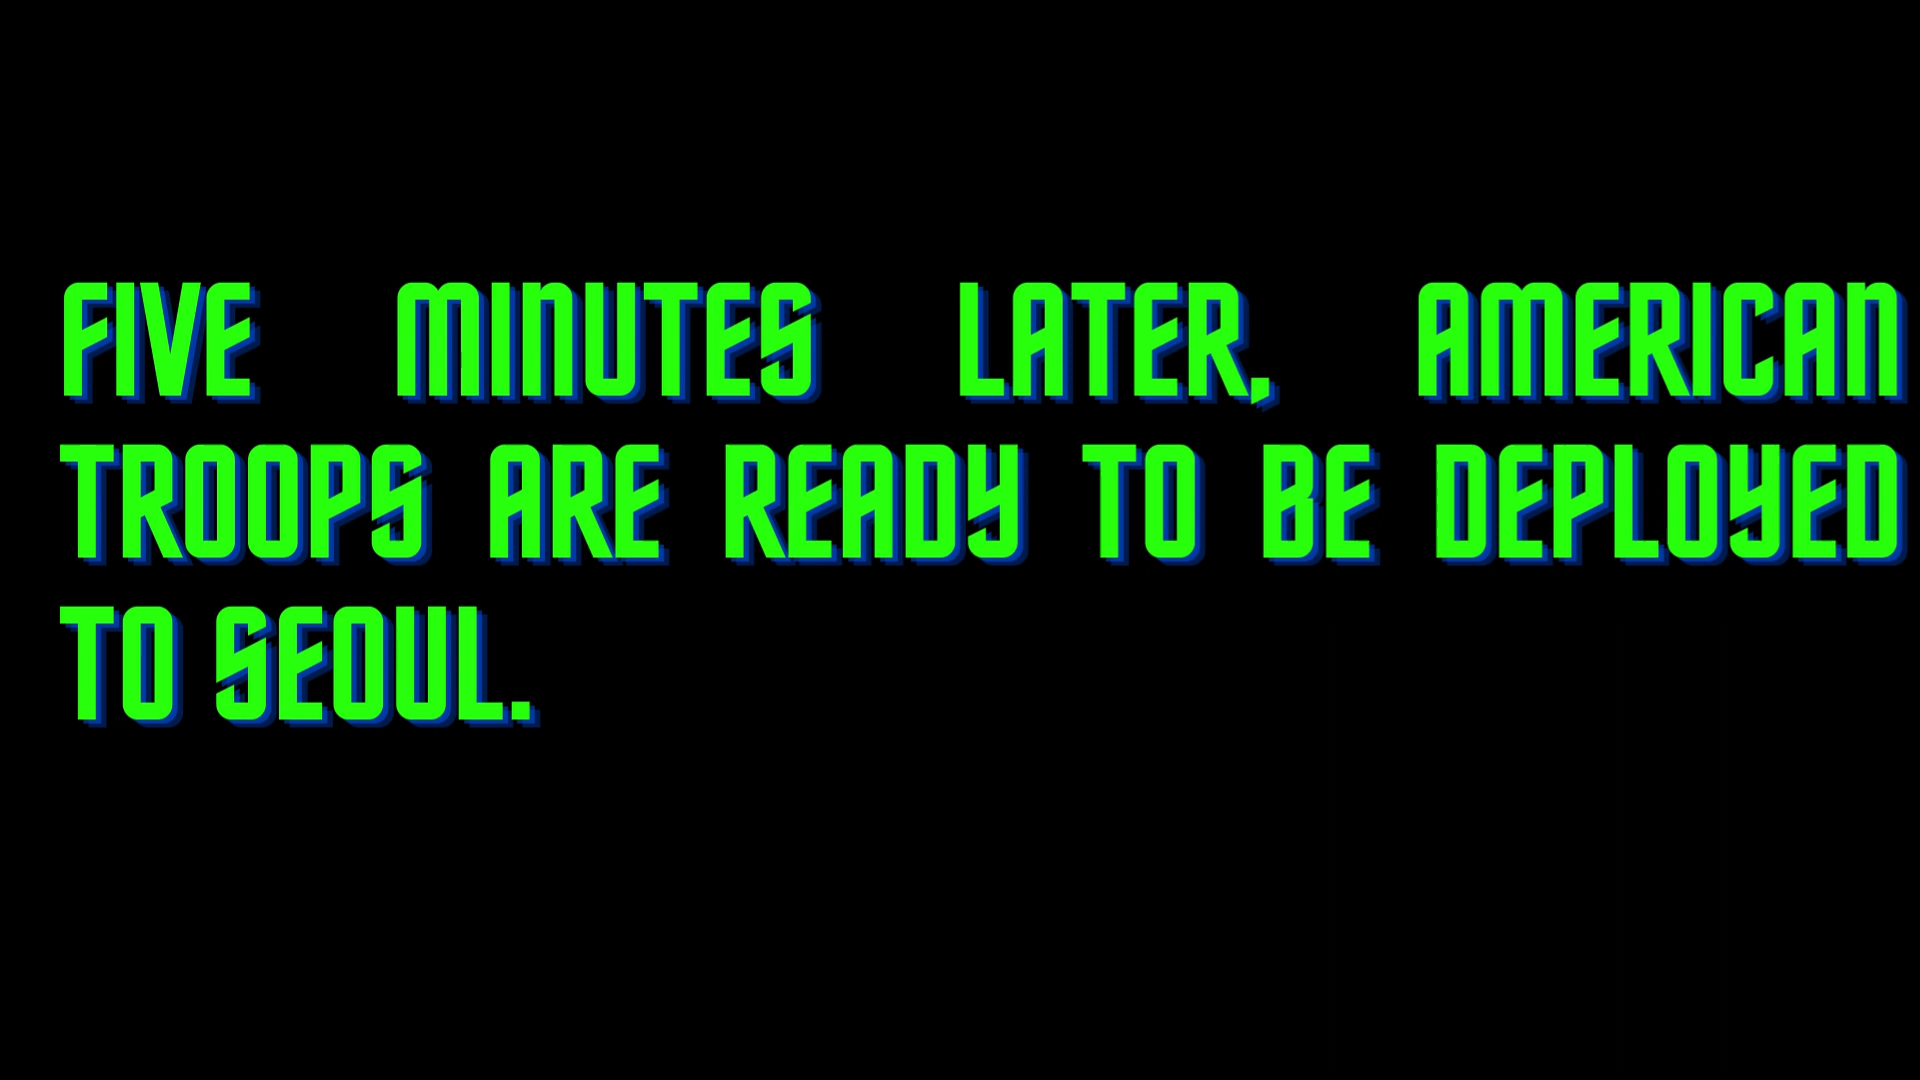 FIVE MINUTES LATER, AMERICAN
TROOPS ARE READY TO BE DEPLOYED
TO SEOUL.